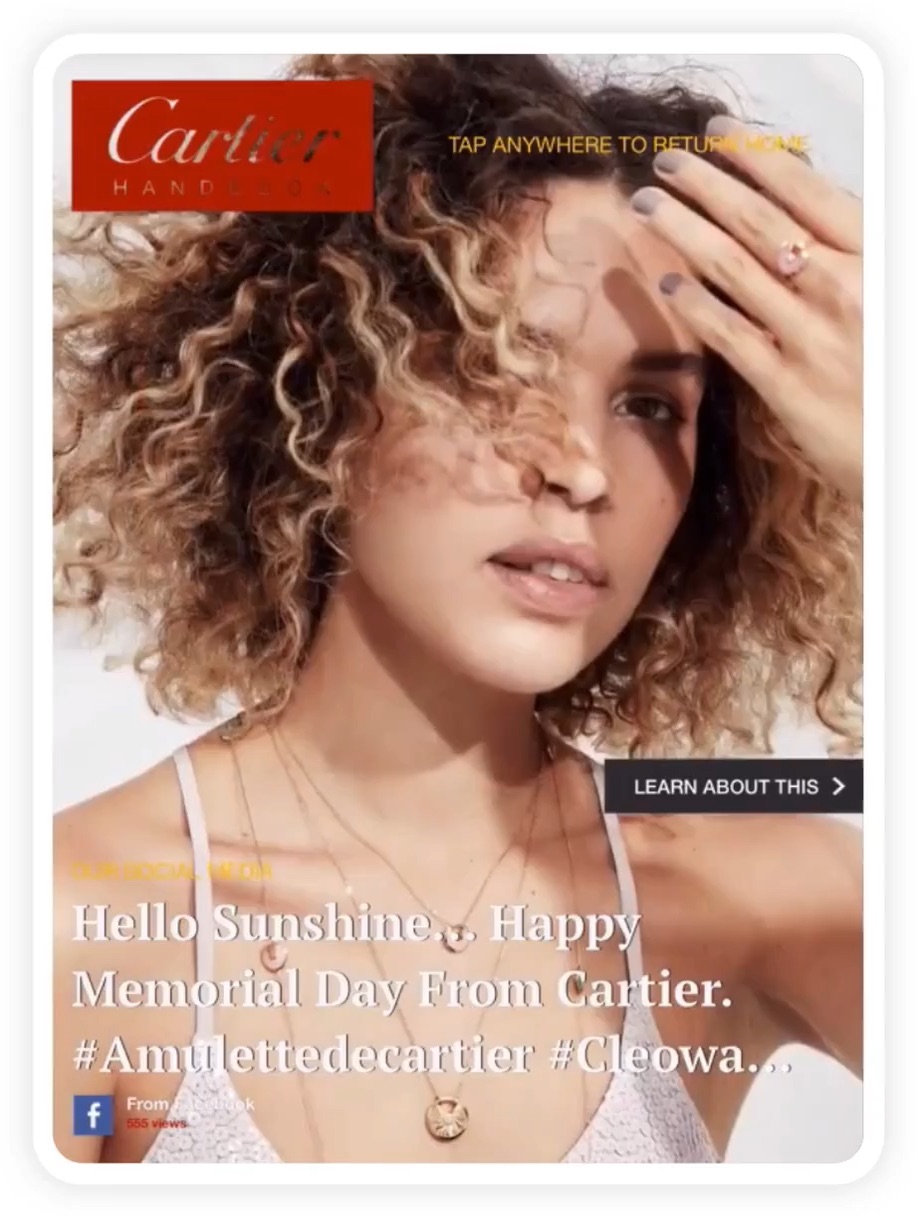 Cartier
HANDBOOK
TAP ANYWHERE TO RETURN HOME
LEARN ABOUT THIS
OUR SOCIAL MEDIA
Hello Sunshine... Happy
Memorial Day From Cartier.
#Amulettedecartier #Cleowa...
f
From Facebook
555 views